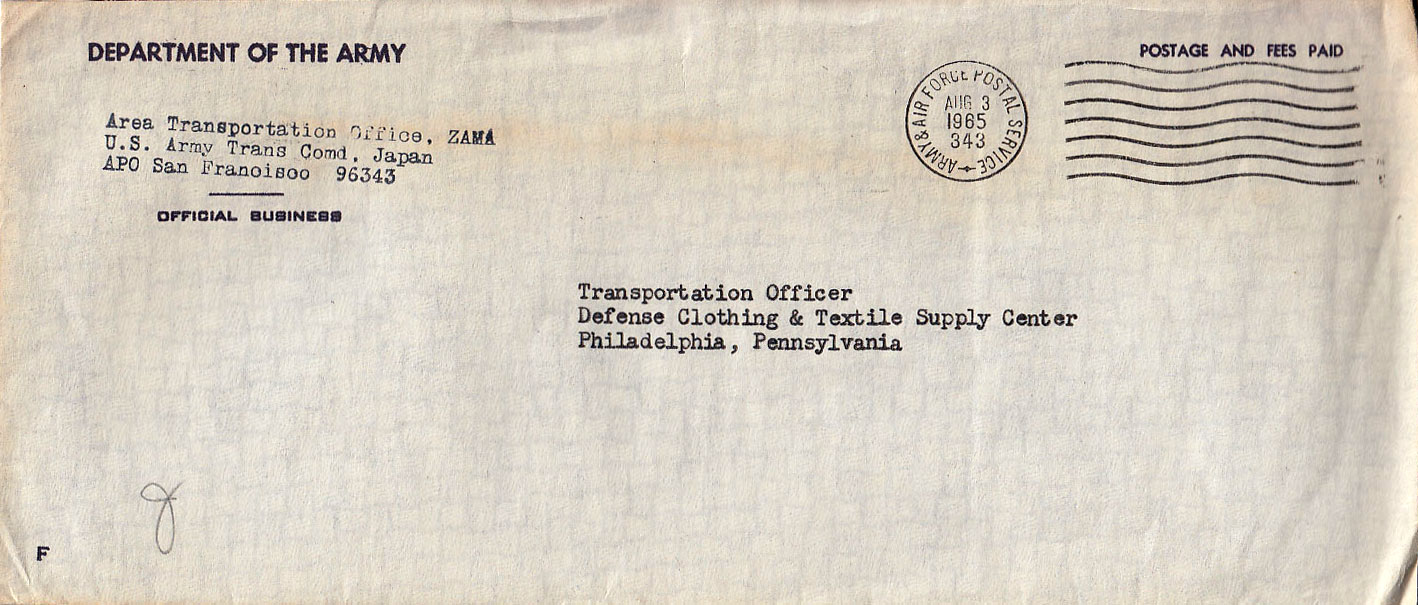 DEPARTMENT OF THE ARMY
POSTAGE AND FEES PAID
Area Transportation Office, ZAMA
U.S. Army Trans Comd, Japan
APO San Francisco 96343
OFFICIAL BUSINESS
ARMY & AIR FORCE POSTAL SERVICE
AUG 3
1965
343
Transportation Officer
Defense Clothing & Textile Supply Center
Philadelphia, Pennsylvania
F